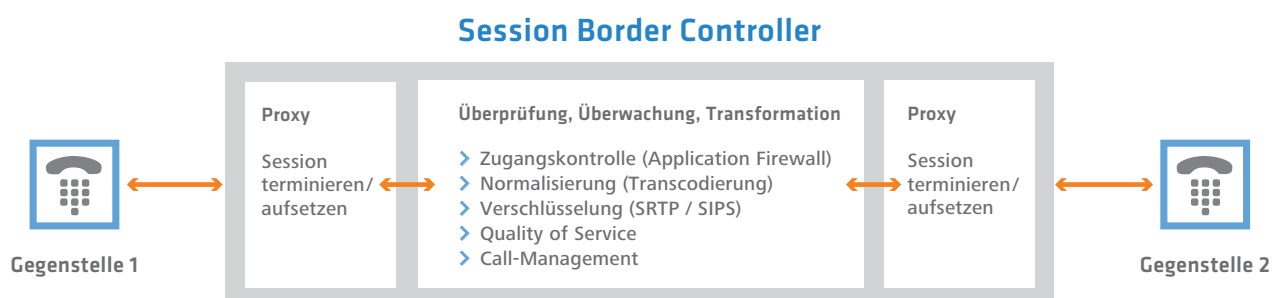 Session Border Controller
Proxy
Session
terminieren/
aufsetzen
Überprüfung, Überwachung, Transformation
Zugangskontrolle (Application Firewall)
Normalisierung (Transcodierung)
Verschlüsselung (SRTP / SIPS)
Quality of Service
Call-Management
Proxy
Session
terminieren/
aufsetzen
Gegenstelle 1
Gegenstelle 2